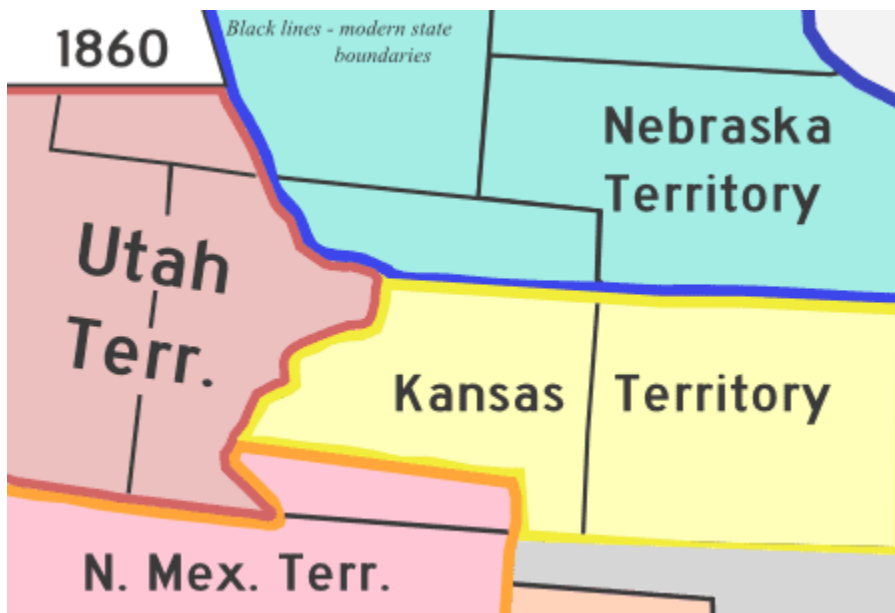 1860
Black lines - modern state
boundaries
Nebraska
Territory
Utah
Terr.
Kansas Territory
N. Mex. Terr.